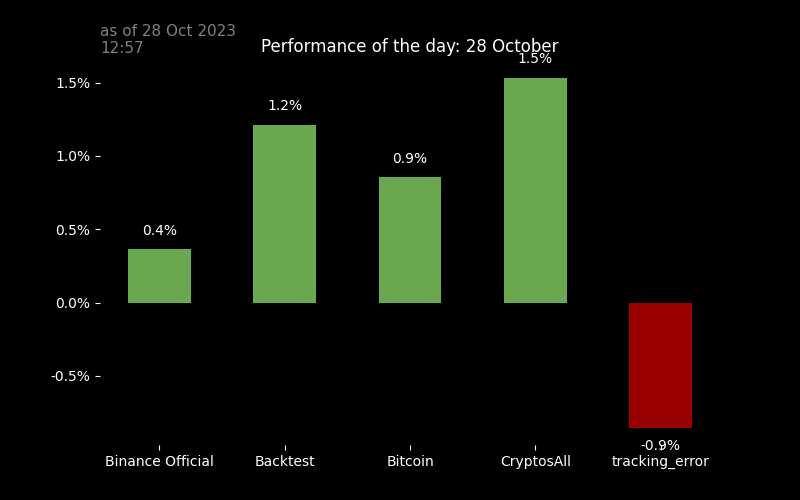 as of 28 Oct 2023
12:57
Performance of the day: 28 October
1.5%
1.5%
1.2%
1.0%
0.9%
0.5%
0.4%
0.0%
-0.5%
-0.9%
Binance Official
Backtest
Bitcoin
CryptosAll
tracking_error